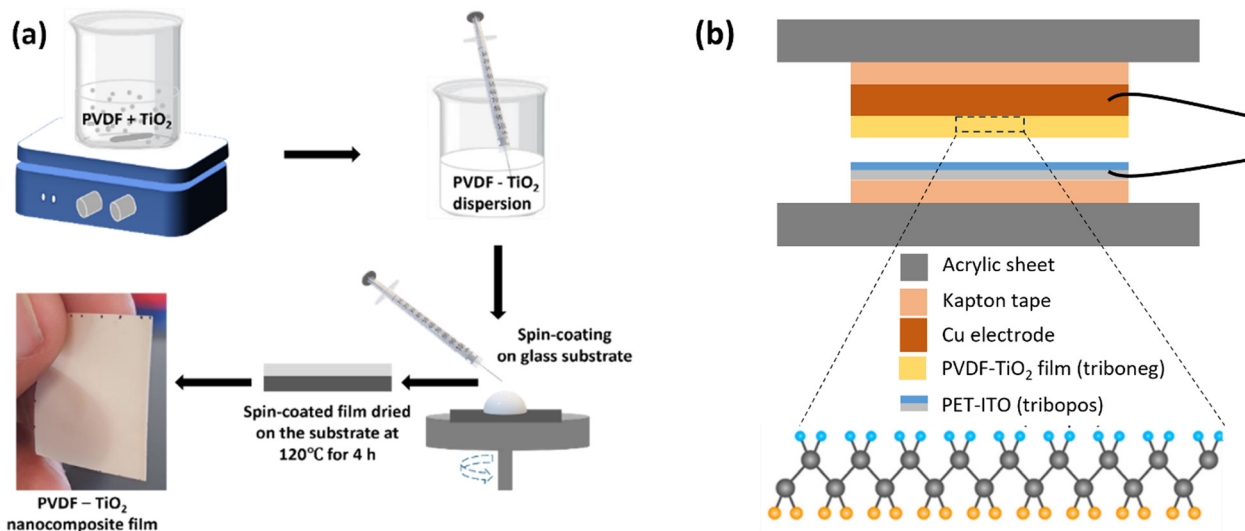 (a)
PVDF + TiO₂
PVDF - TiO₂
dispersion
Spin-coating
on glass substrate
Spin-coated film dried
on the substrate at
120℃ for 4 h
PVDF – TiO₂
nanocomposite film
(b)
Acrylic sheet
Kapton tape
Cu electrode
PVDF-TiO₂ film (triboneg)
PET-ITO (tribopos)